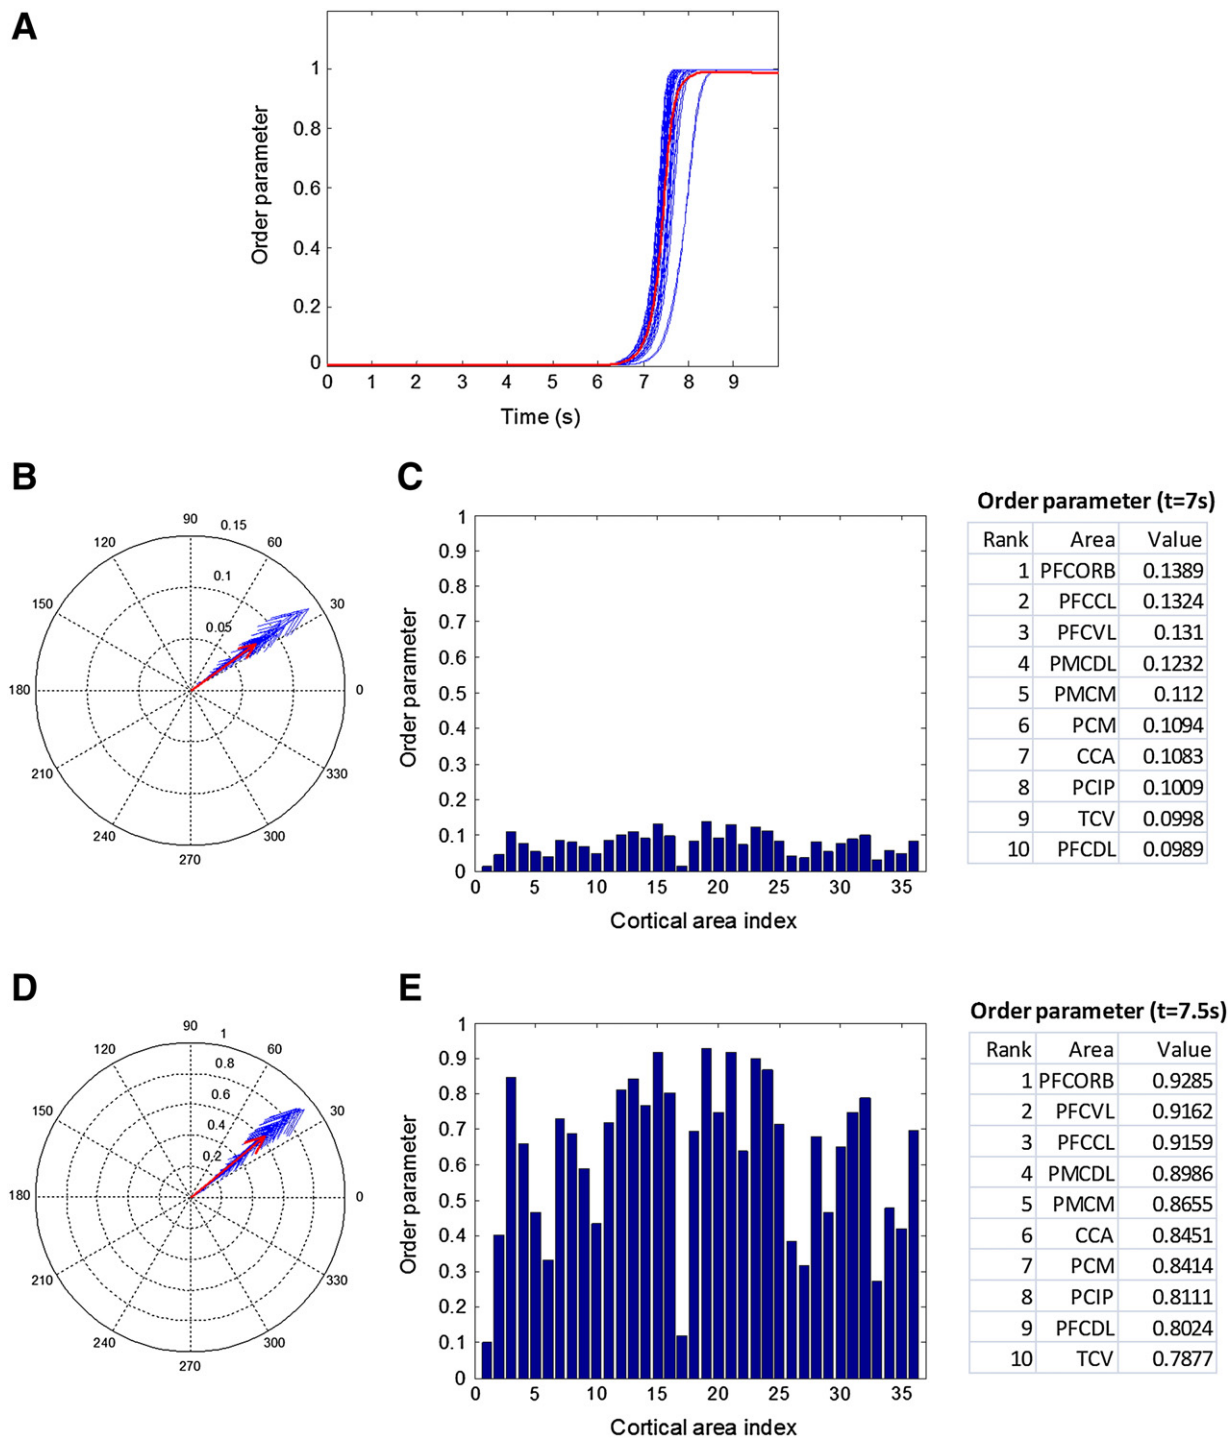 A
Order parameter
1
0.8
0.6
0.4
0.2
0
0 1 2 3 4 5 6 7 8 9
Time (s)
B
90
120
0.15
60
0.1
150
30
0.05
180
0
210
330
240
300
270
C
Order parameter
1
0.9
0.8
0.7
0.6
0.5
0.4
0.3
0.2
0.1
0
0 5 10 15 20 25 30 35
Cortical area index
Order parameter (t=7s)
Rank Area Value
1 PFCORB 0.1389
2 PFCCL 0.1324
3 PFCVL 0.131
4 PMCDL 0.1232
5 PMCM 0.112
6 PCM 0.1094
7 CCA 0.1083
8 PCIP 0.1009
9 TCV 0.0998
10 PFCDL 0.0989
D
90
1
120
60
0.8
0.6
150
30
0.4
0.2
180
0
210
330
240
300
270
E
Order parameter
1
0.9
0.8
0.7
0.6
0.5
0.4
0.3
0.2
0.1
0
0 5 10 15 20 25 30 35
Cortical area index
Order parameter (t=7.5s)
Rank Area Value
1 PFCORB 0.9285
2 PFCVL 0.9162
3 PFCCL 0.9159
4 PMCDL 0.8986
5 PMCM 0.8655
6 CCA 0.8451
7 PCM 0.8414
8 PCIP 0.8111
9 PFCDL 0.8024
10 TCV 0.7877